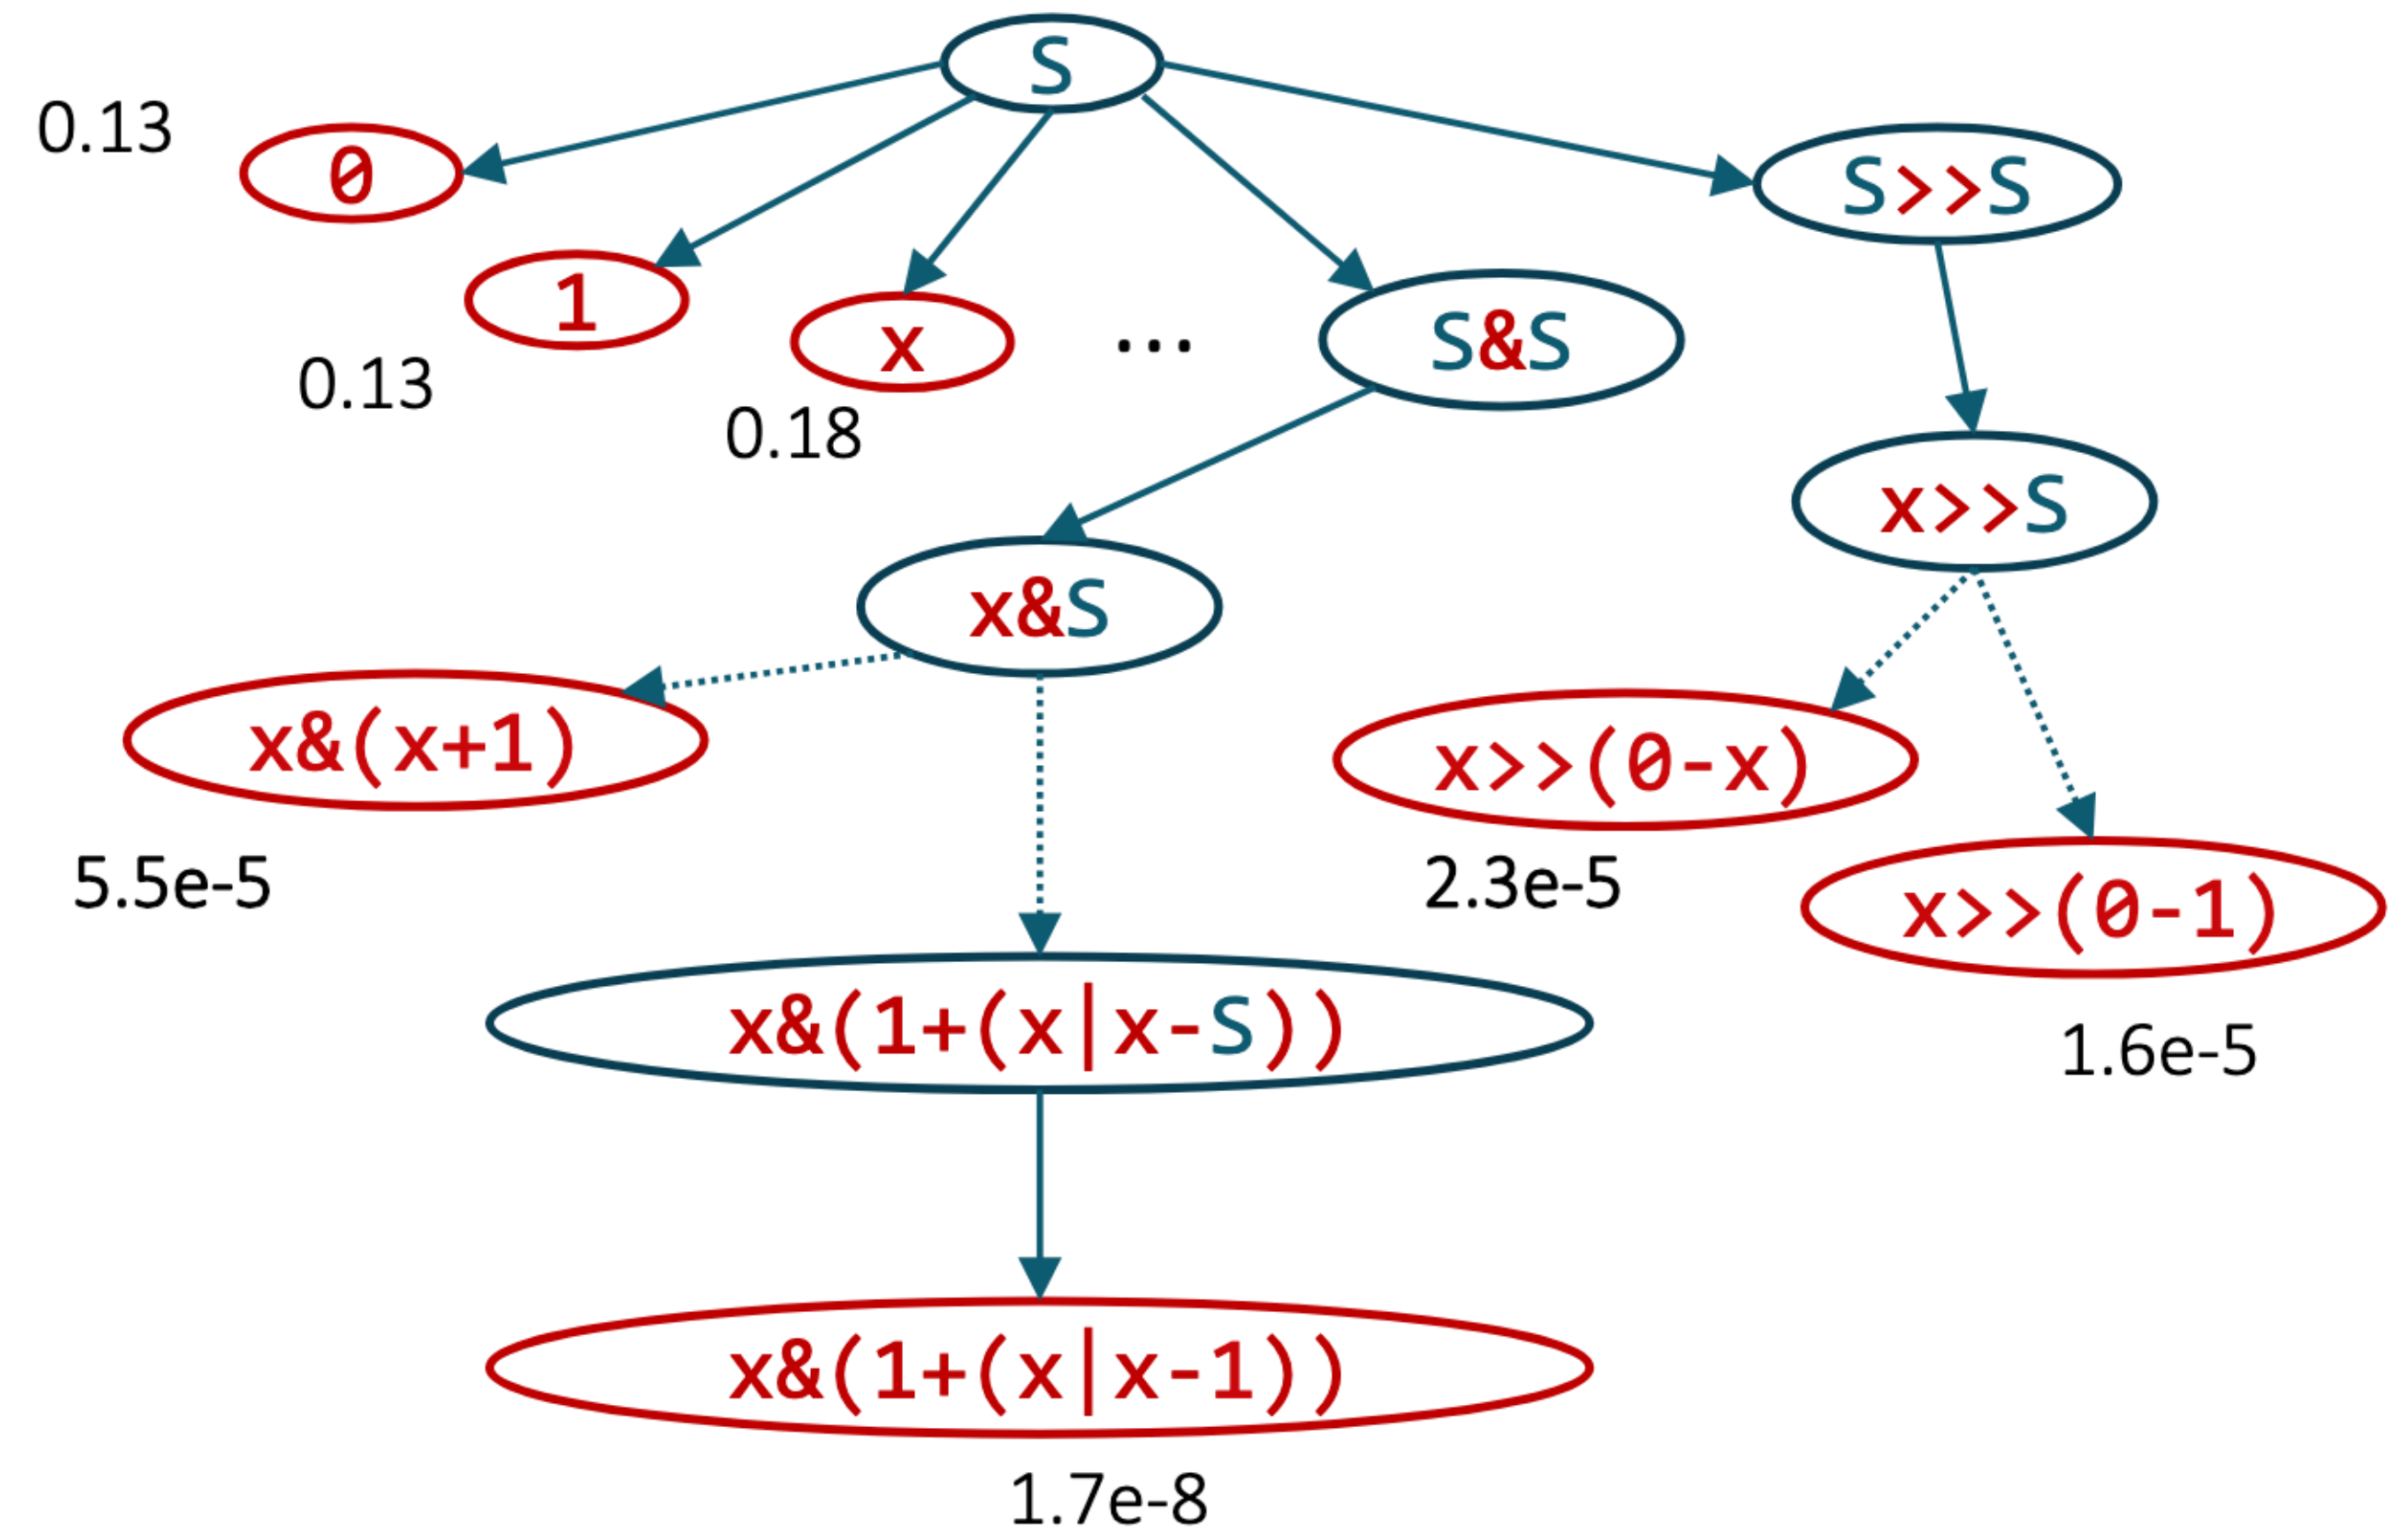 S
0.13
0
S>>S
1
x
...
S&S
0.13
0.18
x>>S
x&S
x&(x+1)
x>>(0-x)
5.5e-5
2.3e-5
x>>(0-1)
x&(1+(x|x-S))
1.6e-5
x&(1+(x|x-1))
1.7e-8